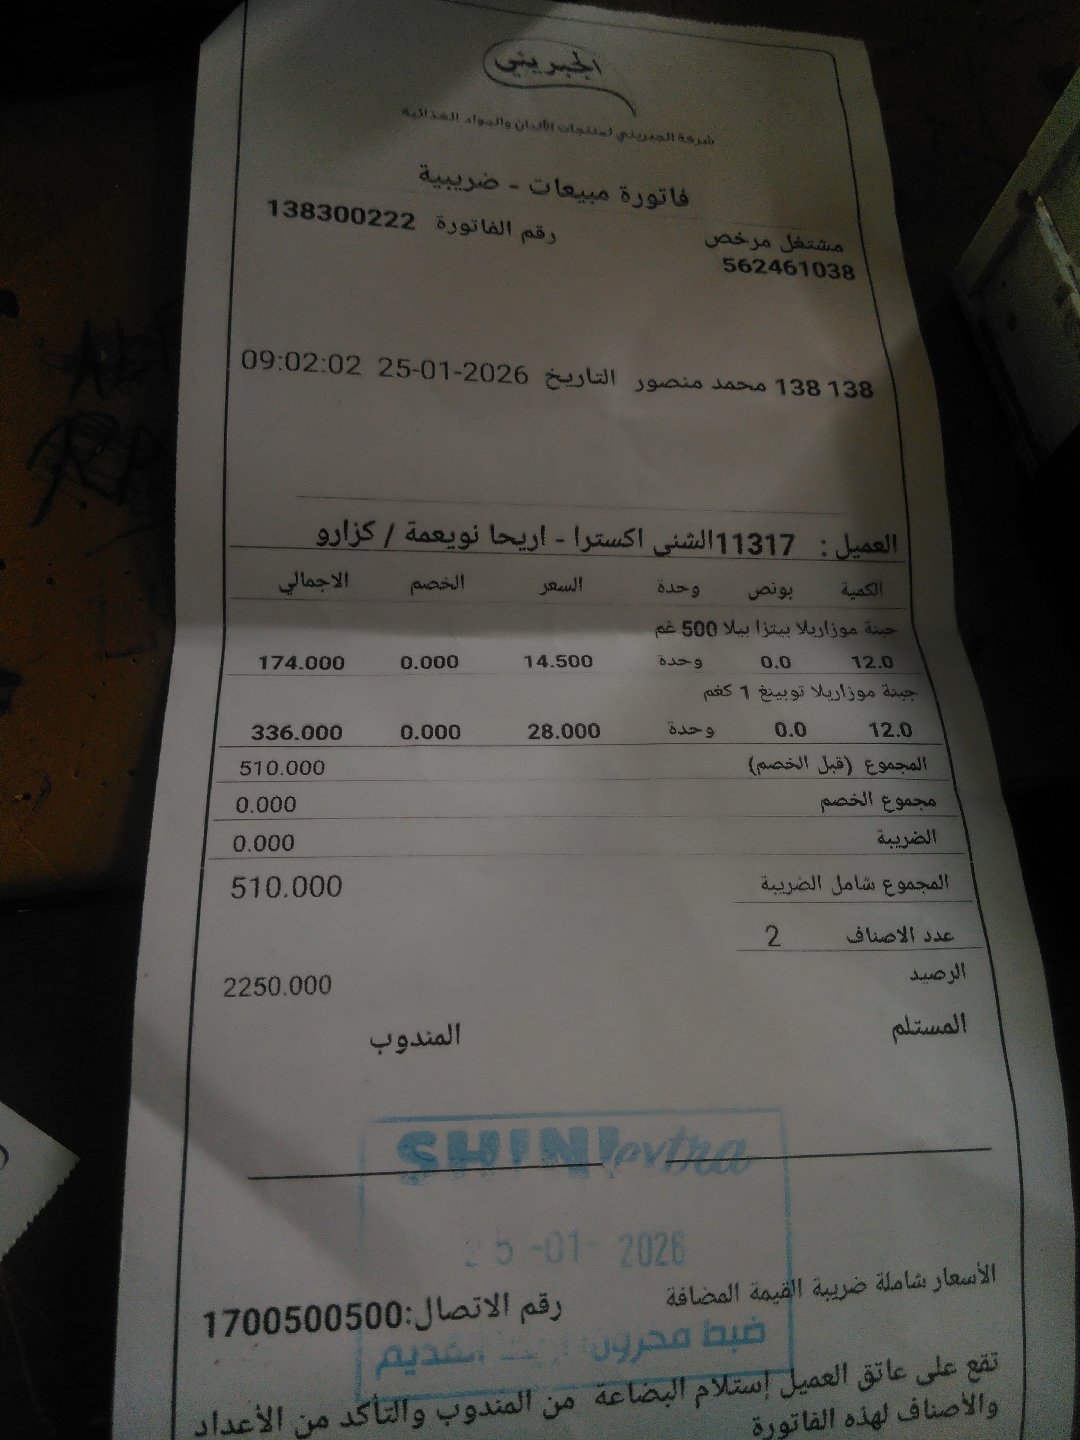 الجبريني
شركة الجبريني لمنتجات الألبان والمواد الغذائية
فاتورة مبيعات - ضريبية
مشتغل مرخص رقم الفاتورة 138300222
562461038
138 138 محمد منصور التاريخ 25-01-2026 09:02:02
العميل : 11317الشني اكسترا - اريحا نويعمة / كزارو
الكمية بونص وحدة السعر الخصم الاجمالي
جبنة موزاريلا بيتزا بيلا 500 غم
12.0 0.0 وحدة 14.500 0.000 174.000
جبنة موزاريلا توبينغ 1 كغم
12.0 0.0 وحدة 28.000 0.000 336.000
المجموع (قبل الخصم) 510.000
مجموع الخصم 0.000
الضريبة 0.000
المجموع شامل الضريبة 510.000
عدد الاصناف 2
الرصيد 2250.000
المستلم المندوب
SHINI extra
25-01-2026
الأسعار شاملة ضريبة القيمة المضافة رقم الاتصال:1700500500
ضبط مخزون
تقع على عاتق العميل إستلام البضاعة من المندوب والتأكد من الأعداد
والأصناف لهذه الفاتورة